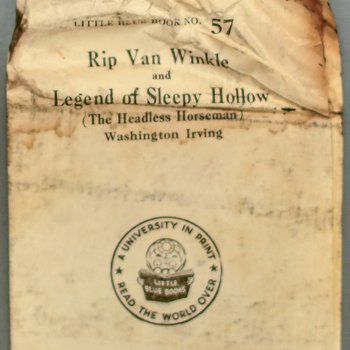 LITTLE BLUE BOOK NO. 57
Rip Van Winkle
and
Legend of Sleepy Hollow
(The Headless Horseman)
Washington Irving
A UNIVERSITY IN PRINT
LITTLE
BLUE BOOKS
READ THE WORLD OVER